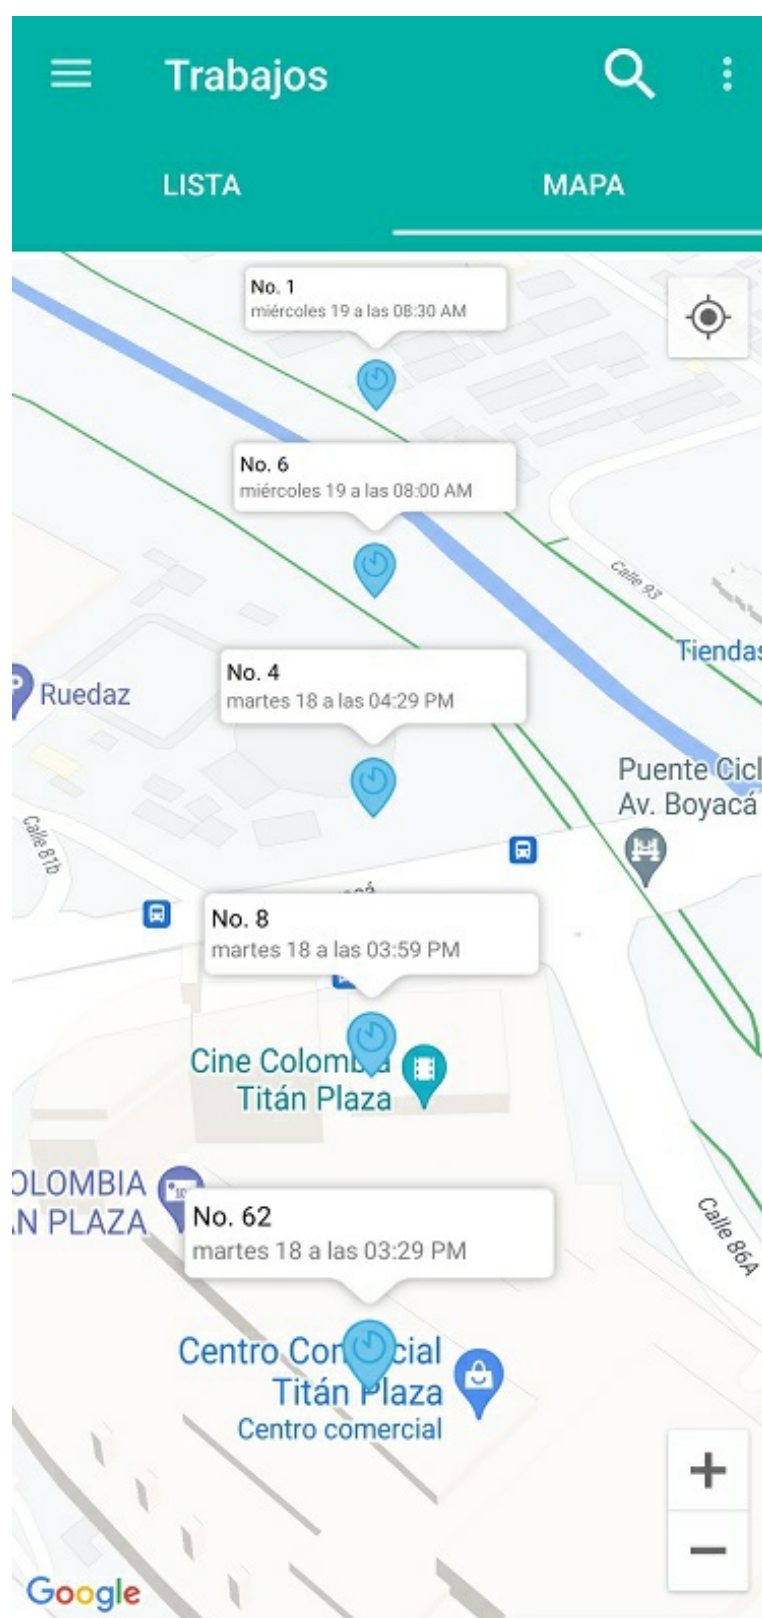 Trabajos
LISTA
MAPA
No. 1
miércoles 19 a las 08:30 AM
No. 6
miércoles 19 a las 08:00 AM
Calle 93
Tiendas
No. 4
martes 18 a las 04:29 PM
Ruedaz
Puente Cicl
Av. Boyacá
Calle 81b
No. 8
martes 18 a las 03:59 PM
Cine Colombia
Titán Plaza
OLOMBIA
N PLAZA
No. 62
martes 18 a las 03:29 PM
Calle 86A
Centro Comercial
Titán Plaza
Centro comercial
Google